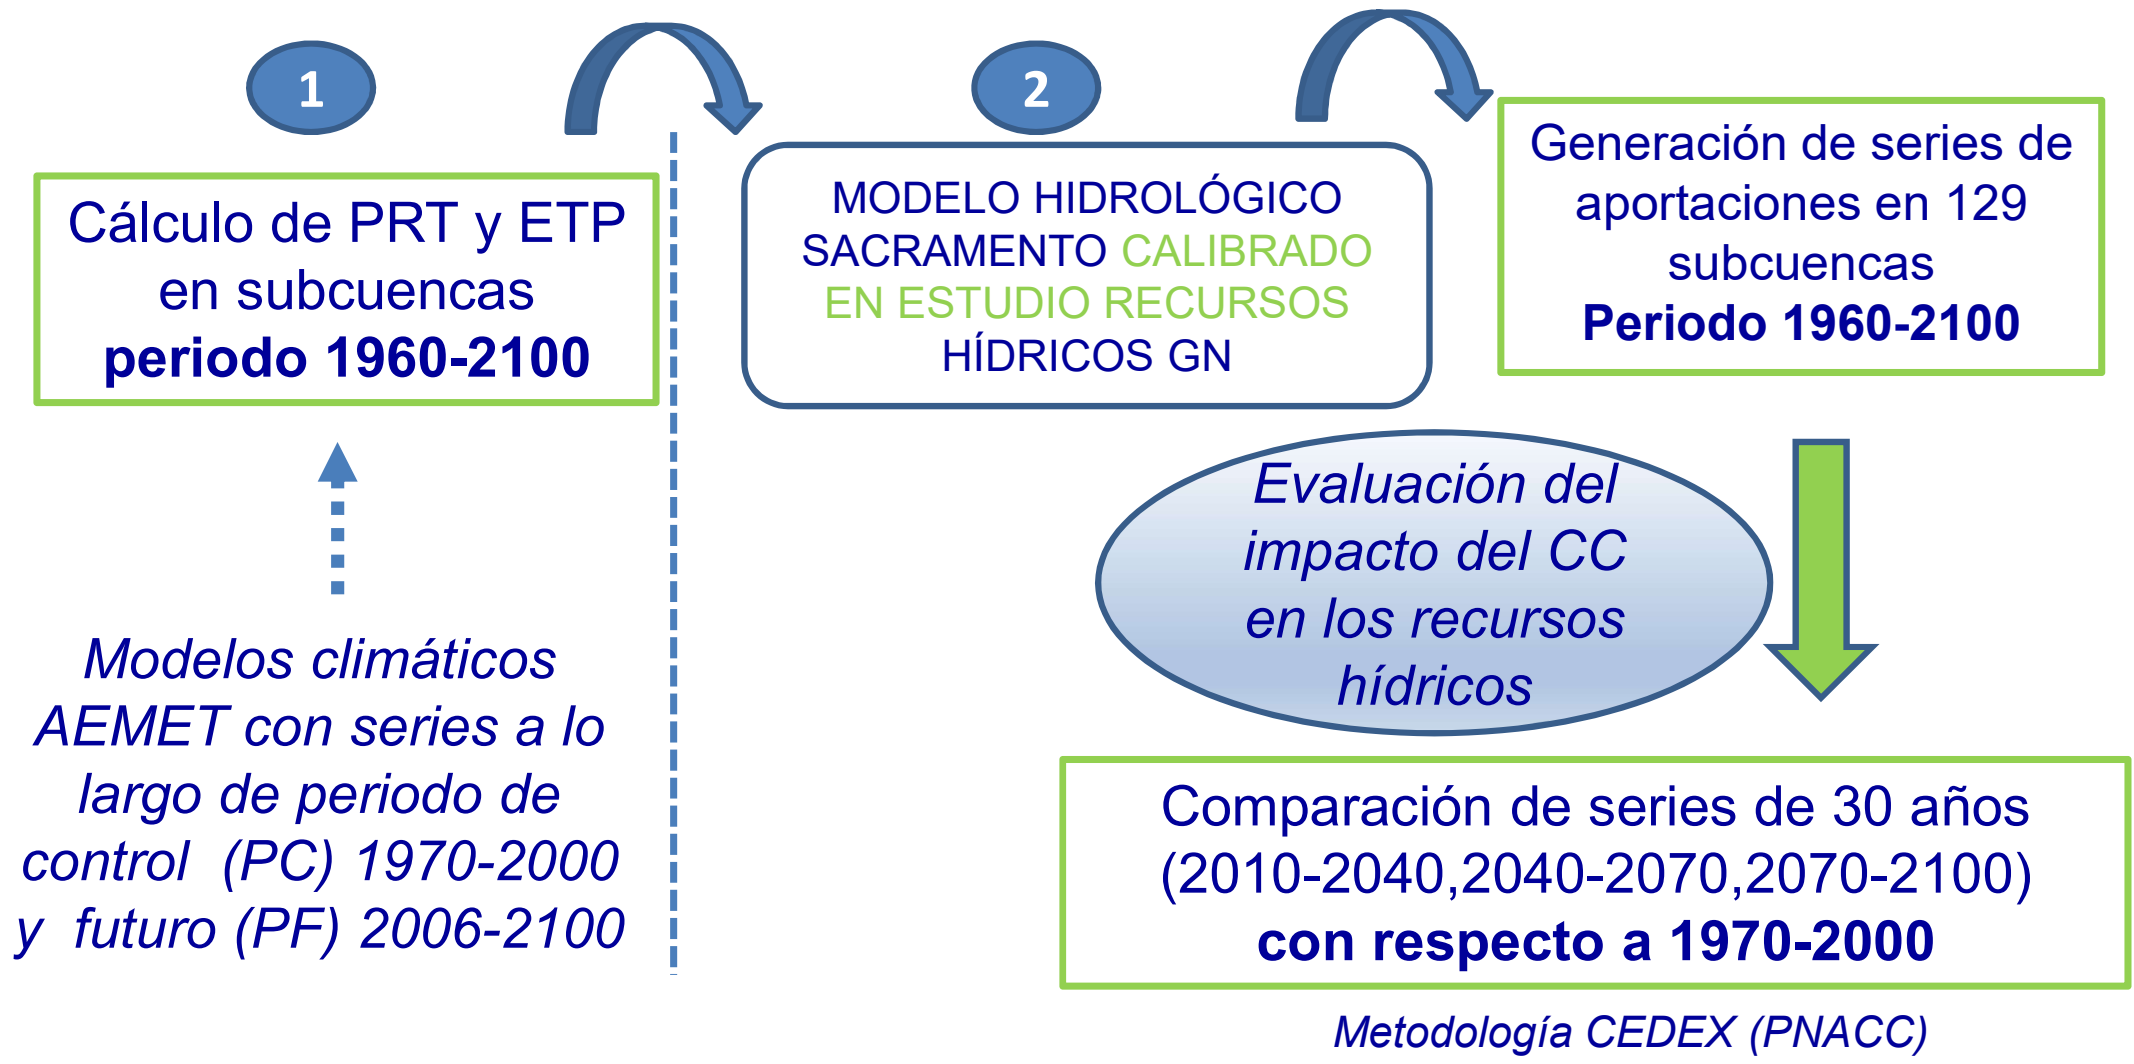 1
Cálculo de PRT y ETP
en subcuencas
periodo 1960-2100
Modelos climáticos
AEMET con series a lo
largo de periodo de
control (PC) 1970-2000
y futuro (PF) 2006-2100
2
MODELO HIDROLÓGICO
SACRAMENTO CALIBRADO
EN ESTUDIO RECURSOS
HÍDRICOS GN
Generación de series de
aportaciones en 129
subcuencas
Periodo 1960-2100
Evaluación del
impacto del CC
en los recursos
hídricos
Comparación de series de 30 años
(2010-2040,2040-2070,2070-2100)
con respecto a 1970-2000
Metodología CEDEX (PNACC)